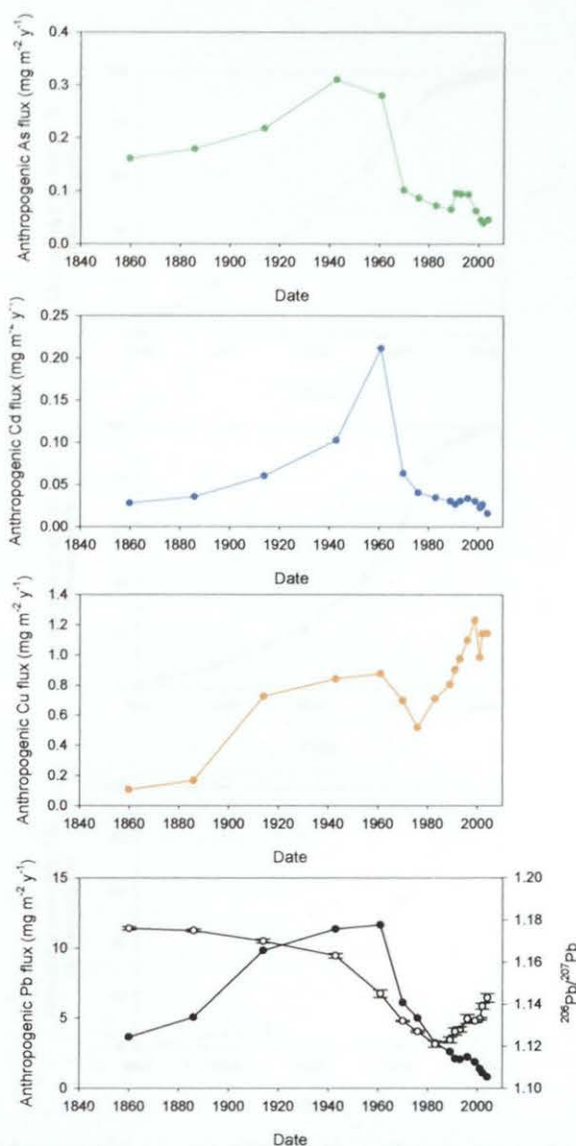 Anthropogenic As flux (mg m⁻² y⁻¹)
0.4
0.3
0.2
0.1
0.0
1840 1860 1880 1900 1920 1940 1960 1980 2000
Date
Anthropogenic Cd flux (mg m⁻² y⁻¹)
0.25
0.20
0.15
0.10
0.05
0.00
1840 1860 1880 1900 1920 1940 1960 1980 2000
Date
Anthropogenic Cu flux (mg m⁻² y⁻¹)
1.4
1.2
1.0
0.8
0.6
0.4
0.2
0.0
1840 1860 1880 1900 1920 1940 1960 1980 2000
Date
Anthropogenic Pb flux (mg m⁻² y⁻¹)
15
10
5
0
1.20
1.18
1.16
1.14
1.12
1.10
²⁰⁶Pb/²⁰⁷Pb
1840 1860 1880 1900 1920 1940 1960 1980 2000
Date